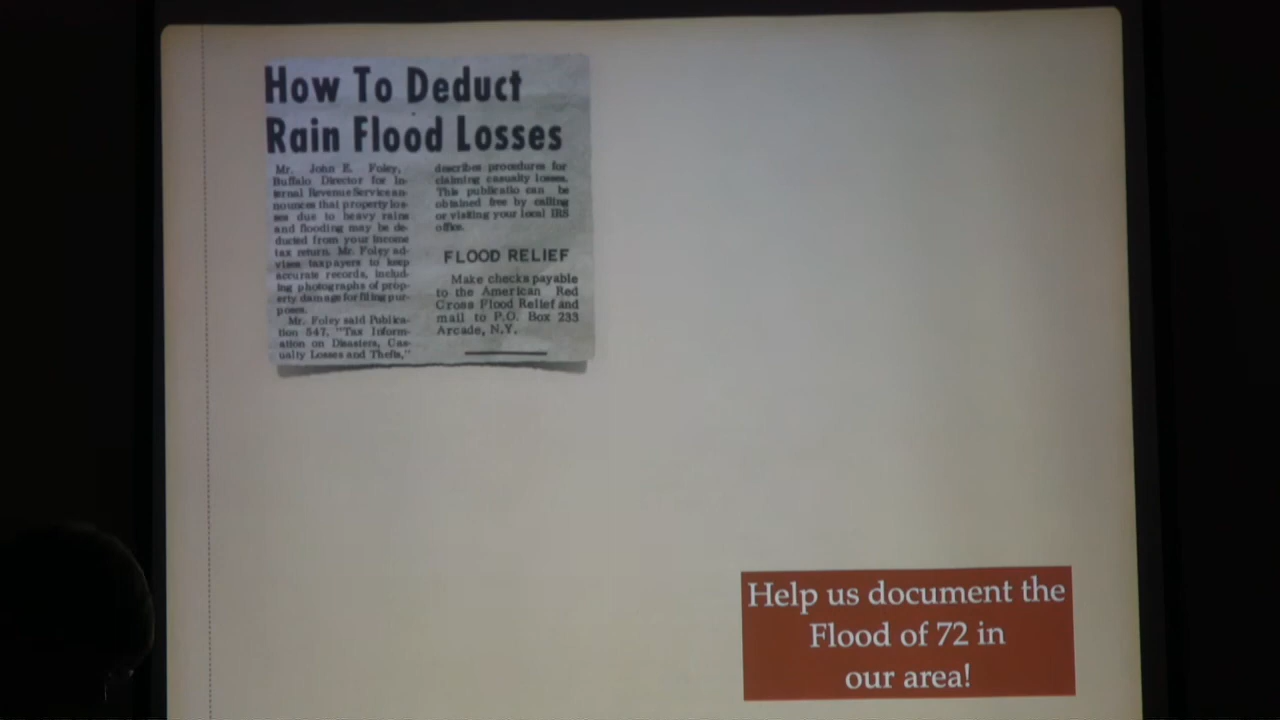 How To Deduct
Rain Flood Losses
Mr. John E. Foley,
Buffalo Director for In-
ternal Revenue Service an-
nounces that property los-
ses due to heavy rains
and flooding may be de-
ducted from your income
tax return. Mr. Foley ad-
vises taxpayers to keep
accurate records, includ-
ing photographs of prop-
erty damage for filing pur-
poses.
Mr. Foley said Publica-
tion 547, "Tax Inform-
ation on Disasters, Cas-
ualty Losses and Thefts,"
describes procedures for
claiming casualty losses.
This publicatio can be
obtained free by calling
or visiting your local IRS
office.
FLOOD RELIEF
Make checks payable
to the American Red
Cross Flood Relief and
mail to P.O. Box 233
Arcade, N.Y.
Help us document the
Flood of 72 in
our area!